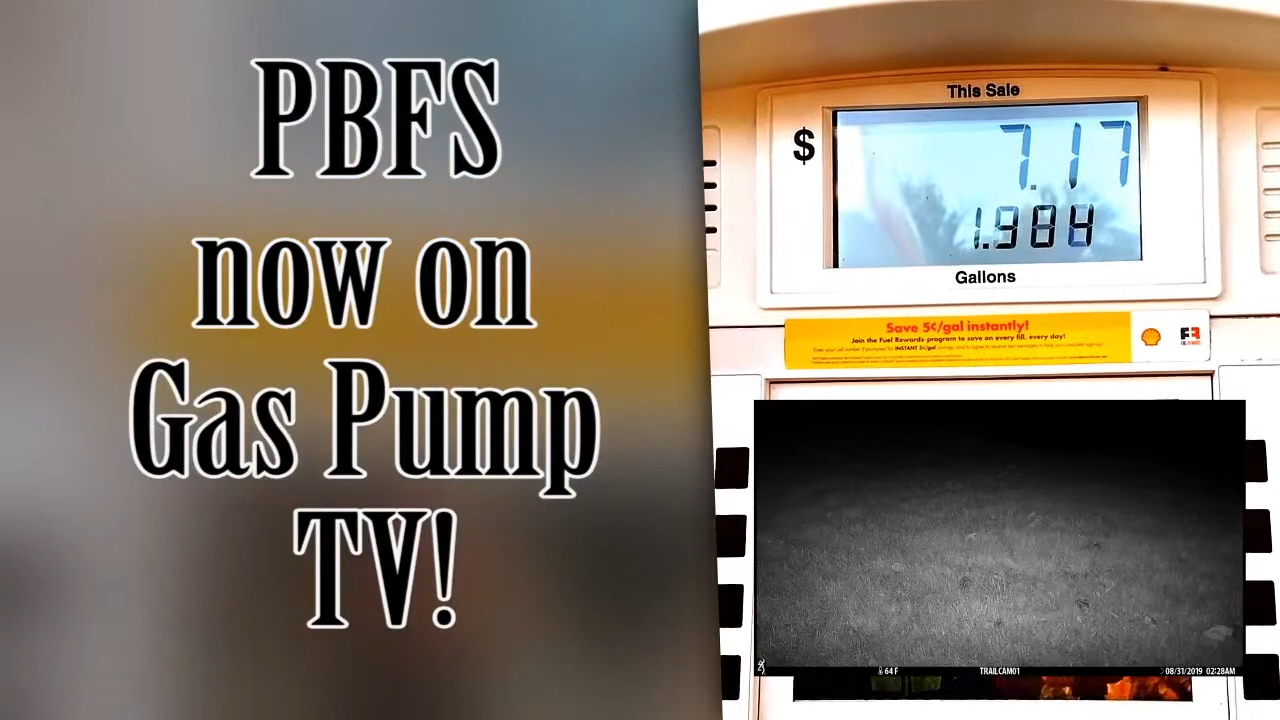 PBFS
now on
Gas Pump
TV!
This Sale
$ 7.17
1.984
Gallons
Save 5¢/gal instantly!
Join the Fuel Rewards program to save on every fill, every day!
64 F TRAILCAM01 08/31/2019 02:28AM